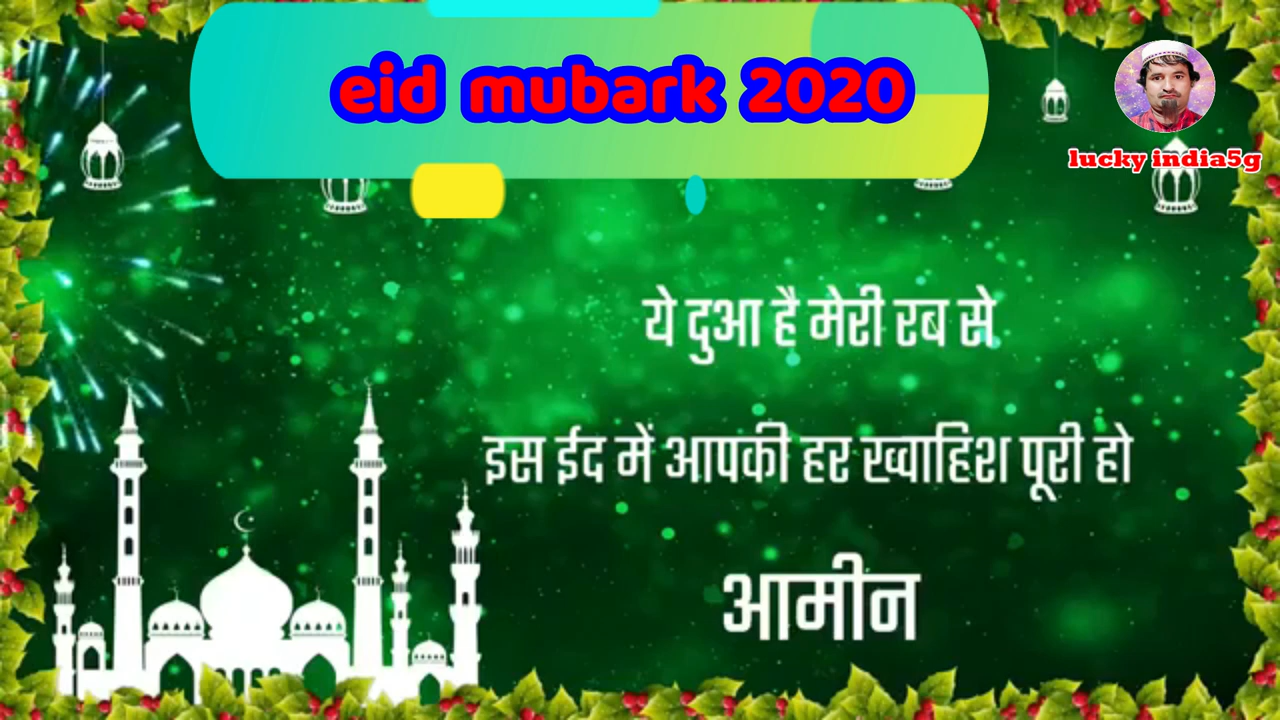 eid mubark 2020
lucky india5g
ये दुआ है मेरी रब से
इस ईद में आपकी हर ख्वाहिश पूरी हो
आमीन